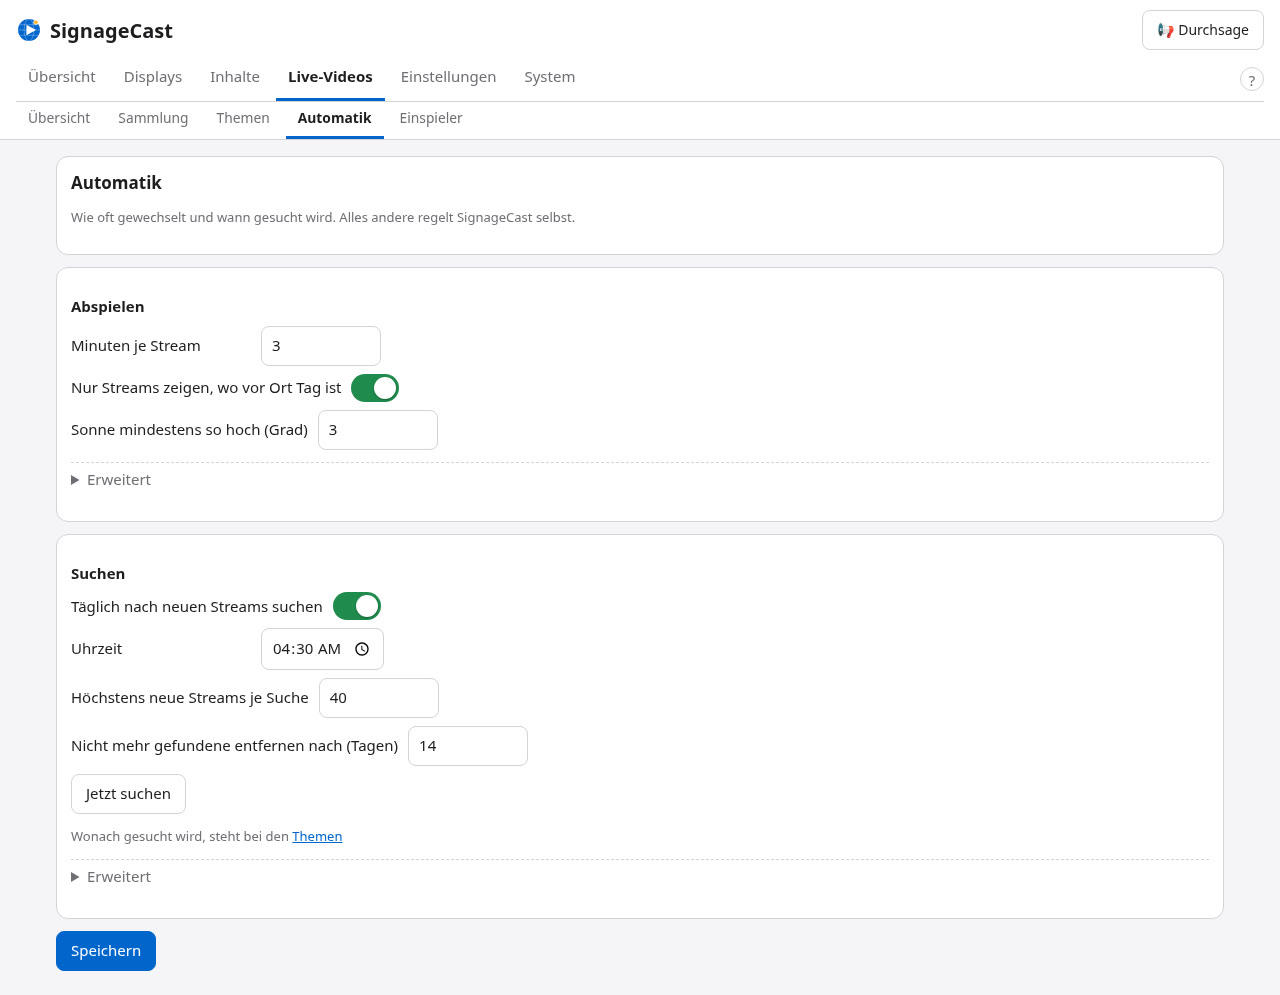 SignageCast
Durchsage
Übersicht Displays Inhalte Live-Videos Einstellungen System
?
Übersicht Sammlung Themen Automatik Einspieler
Automatik
Wie oft gewechselt und wann gesucht wird. Alles andere regelt SignageCast selbst.
Abspielen
Minuten je Stream 3
Nur Streams zeigen, wo vor Ort Tag ist
Sonne mindestens so hoch (Grad) 3
Erweitert
Suchen
Täglich nach neuen Streams suchen
Uhrzeit 04:30 AM
Höchstens neue Streams je Suche 40
Nicht mehr gefundene entfernen nach (Tagen) 14
Jetzt suchen
Wonach gesucht wird, steht bei den Themen
Erweitert
Speichern